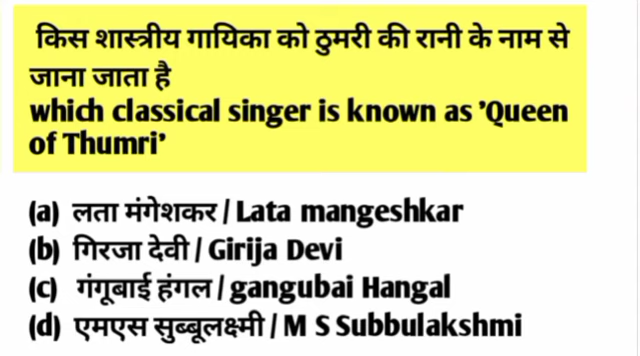 किस शास्त्रीय गायिका को ठुमरी की रानी के नाम से
जाना जाता है
which classical singer is known as 'Queen
of Thumri'
(a) लता मंगेशकर / Lata mangeshkar
(b) गिरजा देवी / Girija Devi
(c) गंगूबाई हंगल / gangubai Hangal
(d) एमएस सुब्बूलक्ष्मी / M S Subbulakshmi